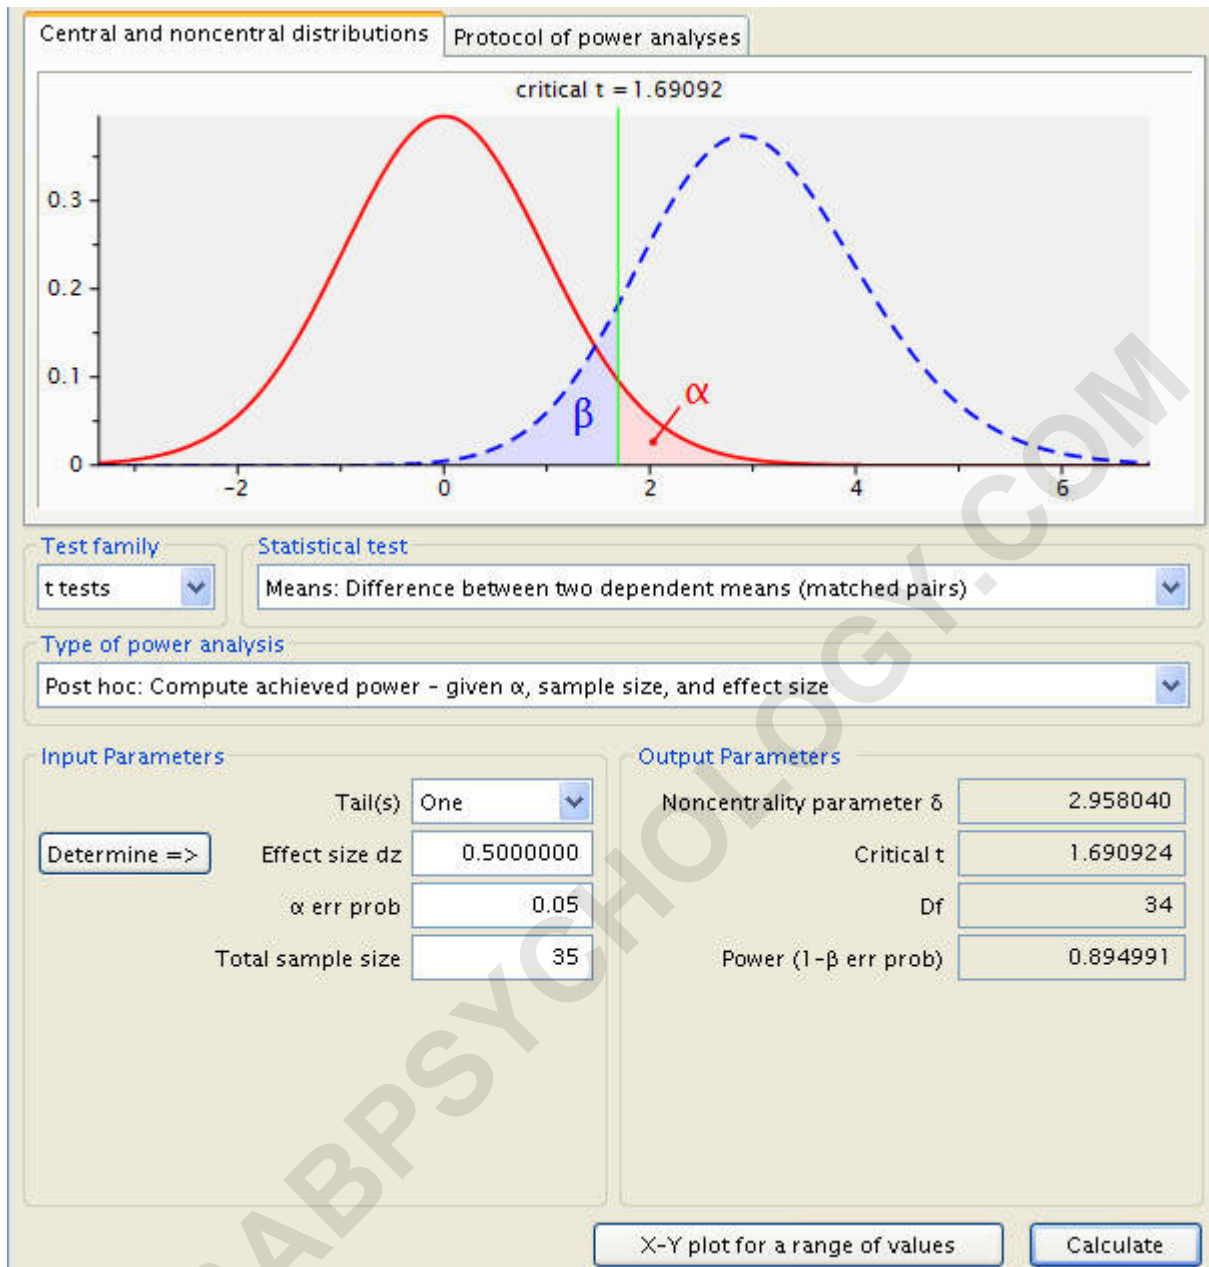 Central and noncentral distributions
Protocol of power analyses
critical t = 1.69092
0.3
0.2
0.1
0
β
α
-2
0
2
4
6
Test family
Statistical test
t tests
Means: Difference between two dependent means (matched pairs)
Type of power analysis
Post hoc: Compute achieved power - given α, sample size, and effect size
Input Parameters
Output Parameters
Tail(s) One
Noncentrality parameter δ 2.958040
Determine => Effect size dz 0.5000000
Critical t 1.690924
α err prob 0.05
Df 34
Total sample size 35
Power (1-β err prob) 0.894991
X-Y plot for a range of values
Calculate
ABPSYCHOLOGY.COM